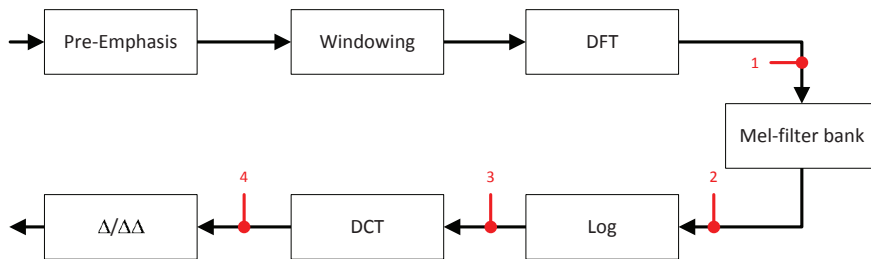 Pre-Emphasis
Windowing
DFT
1
Mel-filter bank
2
Log
3
DCT
4
Δ/ΔΔ